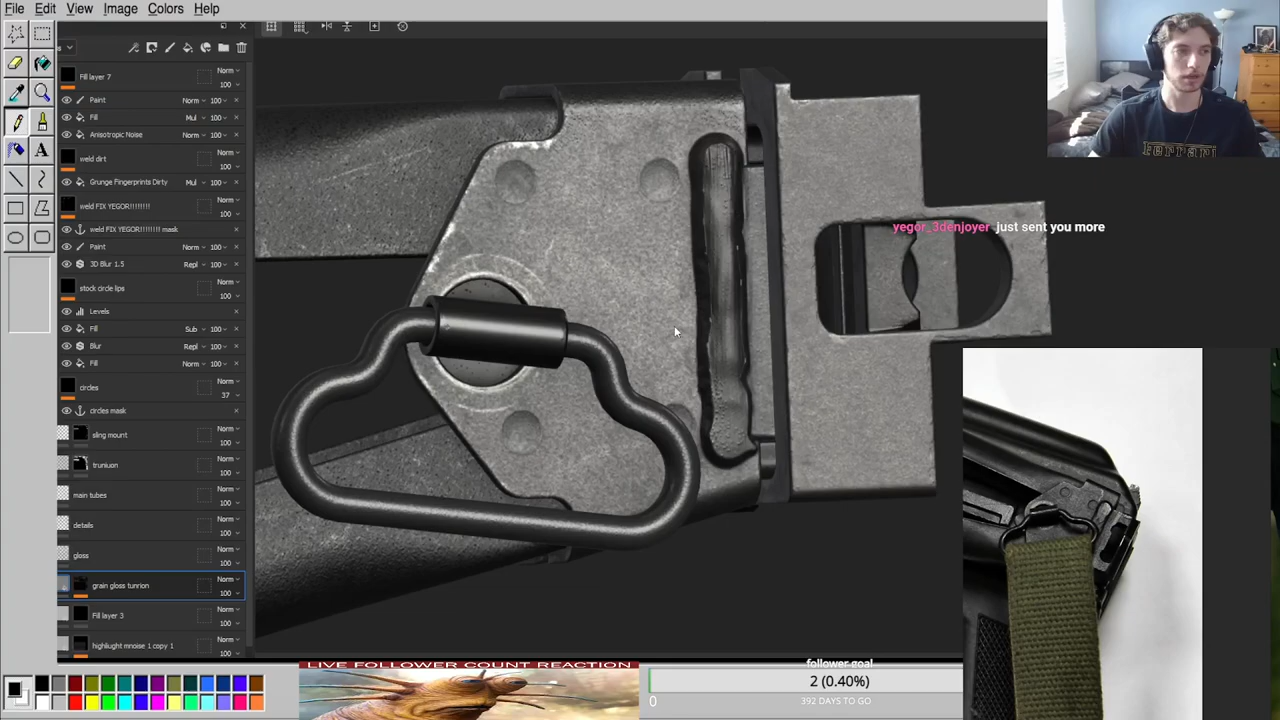 File Edit View Image Colors Help
Fill layer 7 Norm 100
Paint Norm 100
Fill Mul 100
Anisotropic Noise Norm 100
weld dirt Norm 100
Grunge Fingerprints Dirty Mul 100
weld FIX YEGOR!!!!!!!! Norm 100
weld FIX YEGOR!!!!!!!! mask
Paint Norm 100
3D Blur 1.5 Repl 100
stock circle lips Norm 100
Levels
Fill Sub 100
Blur Repl 100
Fill Norm 100
circles Norm 37
circles mask
sling mount Norm 100
truniuon Norm 100
main tubes Norm 100
details Norm 100
gloss Norm 100
grain gloss tunrion Norm 100
Fill layer 3 Norm 100
highliught mnoise 1 copy 1 Norm 100
A
Ferrari
yegor_3denjoyer just sent you more
LIVE FOLLOWER COUNT REACTION
follower goal
2 (0.40%)
0
392 DAYS TO GO